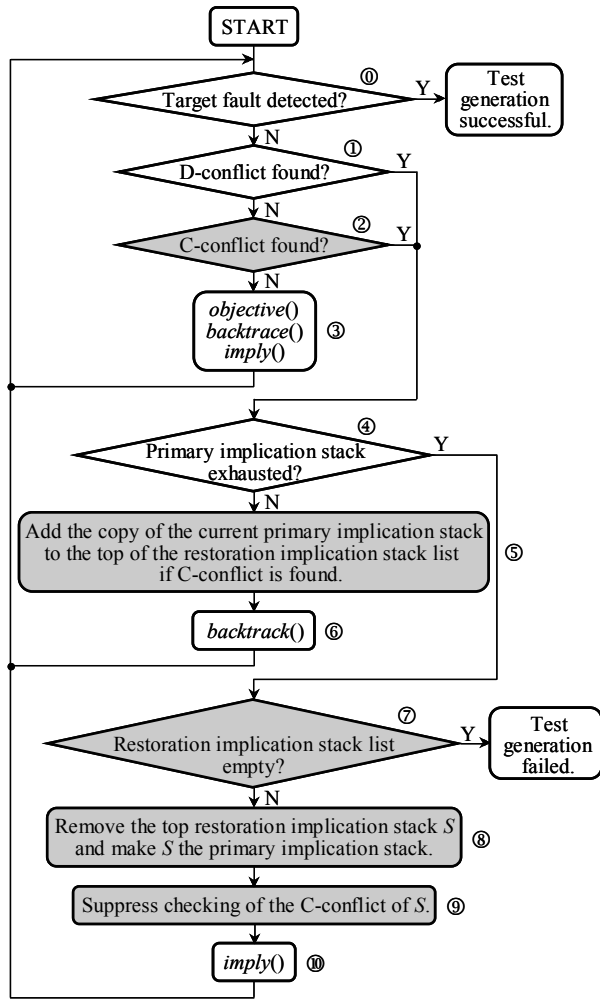 START
⓪
Target fault detected?
Y
Test
generation
successful.
N
①
D-conflict found?
Y
N
②
C-conflict found?
Y
N
objective()
backtrace()
imply()
③
④
Primary implication stack
exhausted?
Y
N
Add the copy of the current primary implication stack
to the top of the restoration implication stack list
if C-conflict is found.
⑤
backtrack()
⑥
⑦
Restoration implication stack list
empty?
Y
Test
generation
failed.
N
Remove the top restoration implication stack S
and make S the primary implication stack.
⑧
Suppress checking of the C-conflict of S.
⑨
imply()
⑩